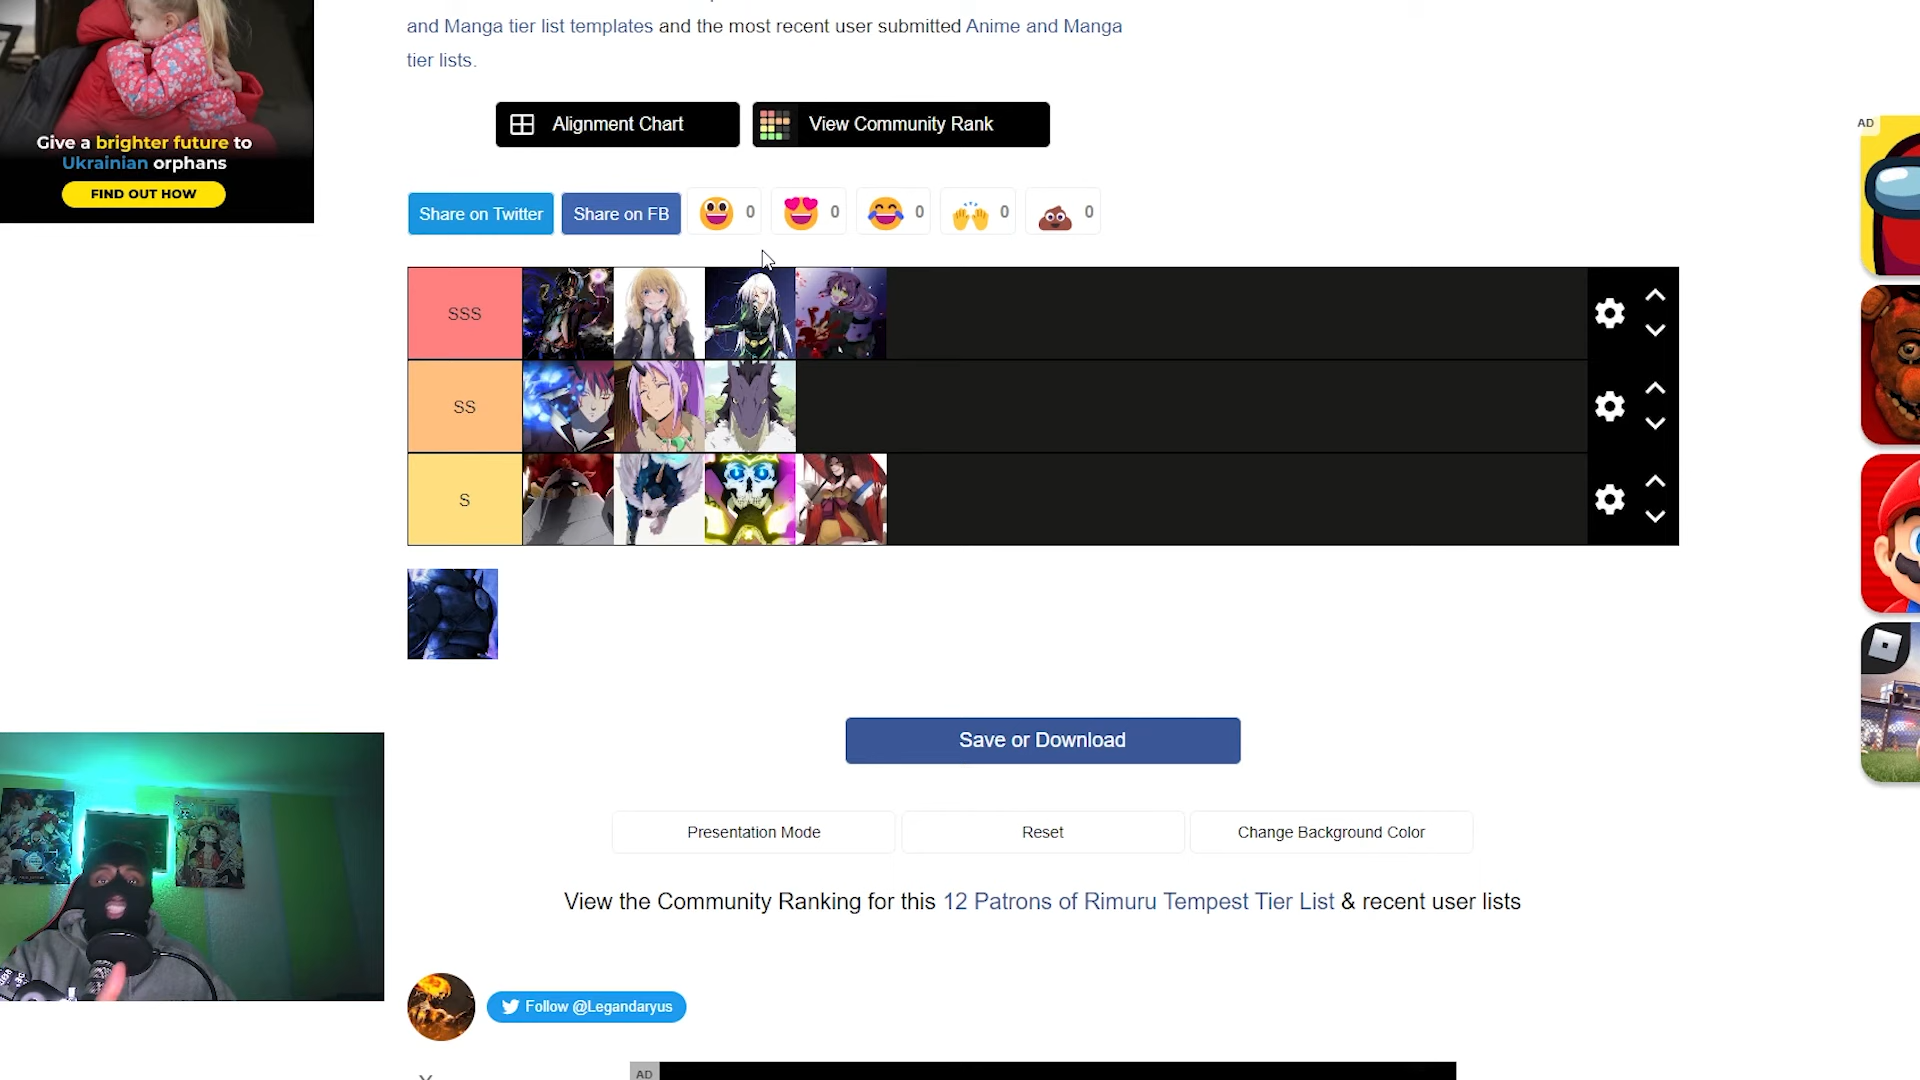 and Manga tier list templates and the most recent user submitted Anime and Manga
tier lists.
Give a brighter future to
Ukrainian orphans
FIND OUT HOW
Alignment Chart
View Community Rank
AD
Share on Twitter
Share on FB
0
0
0
0
0
SSS
SS
S
Save or Download
Presentation Mode
Reset
Change Background Color
View the Community Ranking for this 12 Patrons of Rimuru Tempest Tier List & recent user lists
Follow @Legandaryus
AD